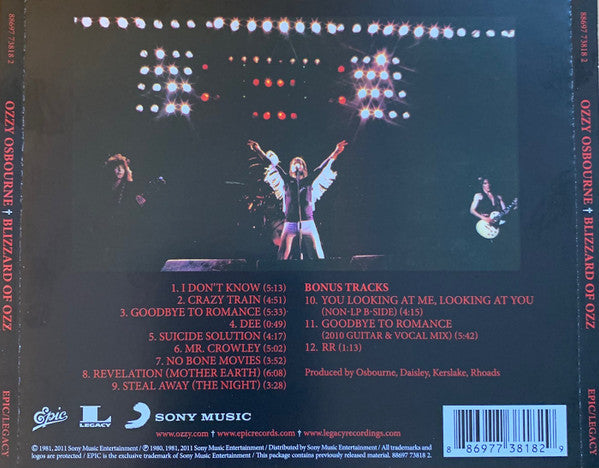 88697 73818 2
OZZY OSBOURNE † BLIZZARD OF OZZ
EPIC/LEGACY
1. I DON'T KNOW (5:13)
2. CRAZY TRAIN (4:51)
3. GOODBYE TO ROMANCE (5:33)
4. DEE (0:49)
5. SUICIDE SOLUTION (4:17)
6. MR. CROWLEY (5:02)
7. NO BONE MOVIES (3:52)
8. REVELATION (MOTHER EARTH) (6:08)
9. STEAL AWAY (THE NIGHT) (3:28)
BONUS TRACKS
10. YOU LOOKING AT ME, LOOKING AT YOU
(NON-LP B-SIDE) (4:15)
11. GOODBYE TO ROMANCE
(2010 GUITAR & VOCAL MIX) (5:42)
12. RR (1:13)
Produced by Osbourne, Daisley, Kerslake, Rhoads
Epic
L
LEGACY
SONY MUSIC
www.ozzy.com • www.epicrecords.com • www.legacyrecordings.com
8 86977 38182 9
© 1981, 2011 Sony Music Entertainment / ℗ 1980, 1981, 2011 Sony Music Entertainment / Distributed by Sony Music Entertainment / All trademarks and
logos are protected / EPIC is the exclusive trademark of Sony Music Entertainment / This package contains previously released material. 88697 73818 2
88697 73818 2
OZZY OSBOURNE † BLIZZARD OF OZZ
EPIC/LEGACY